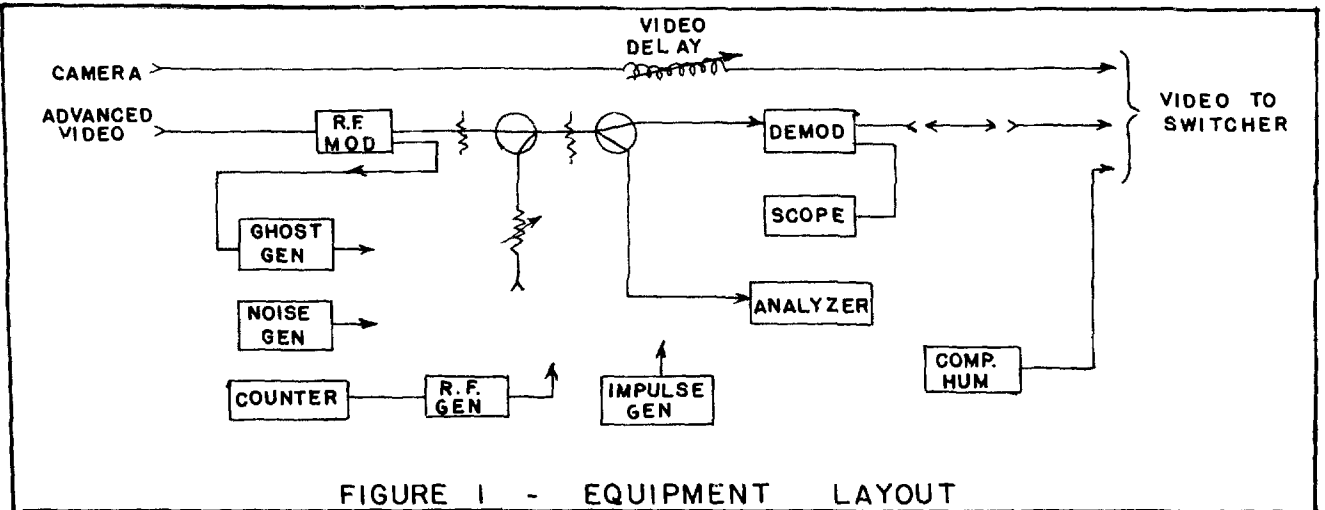 VIDEO
DELAY
CAMERA
ADVANCED
VIDEO
R.F.
MOD
DEMOD
VIDEO TO
SWITCHER
SCOPE
GHOST
GEN
NOISE
GEN
ANALYZER
COUNTER
R.F.
GEN
IMPULSE
GEN
COMP.
HUM
FIGURE 1 - EQUIPMENT LAYOUT